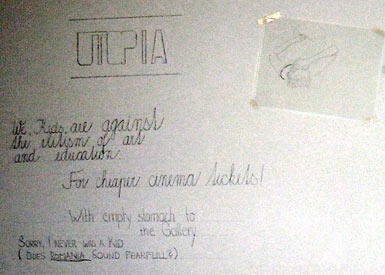 UTOPIA
We, Kids, are against
the elitism of art
and education.
For cheaper cinema tickets!
With empty stomach to
the Gallery
SORRY, I NEVER WAS A KID
(DOES ROMANIA SOUND FEARFULL?)